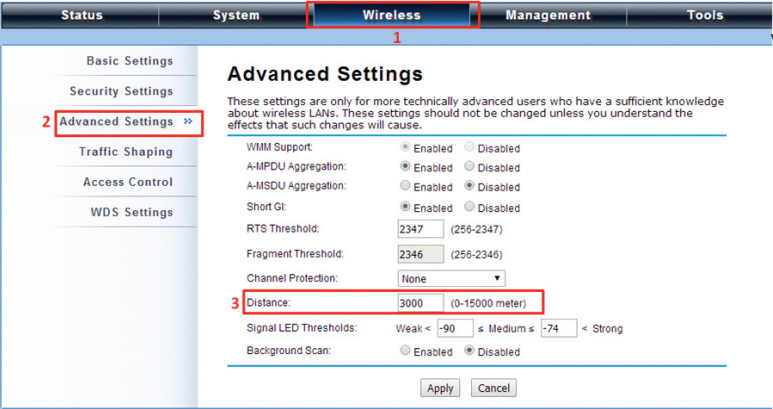 Status System Wireless Management Tools
1
Basic Settings
Security Settings
2 Advanced Settings »
Traffic Shaping
Access Control
WDS Settings
Advanced Settings
These settings are only for more technically advanced users who have a sufficient knowledge
about wireless LANs. These settings should not be changed unless you understand the
effects that such changes will cause.
WMM Support: Enabled Disabled
A-MPDU Aggregation: Enabled Disabled
A-MSDU Aggregation: Enabled Disabled
Short GI: Enabled Disabled
RTS Threshold: 2347 (256-2347)
Fragment Threshold: 2346 (256-2346)
Channel Protection: None
3 Distance: 3000 (0-15000 meter)
Signal LED Thresholds: Weak < -90 ≤ Medium ≤ -74 < Strong
Background Scan: Enabled Disabled
Apply Cancel